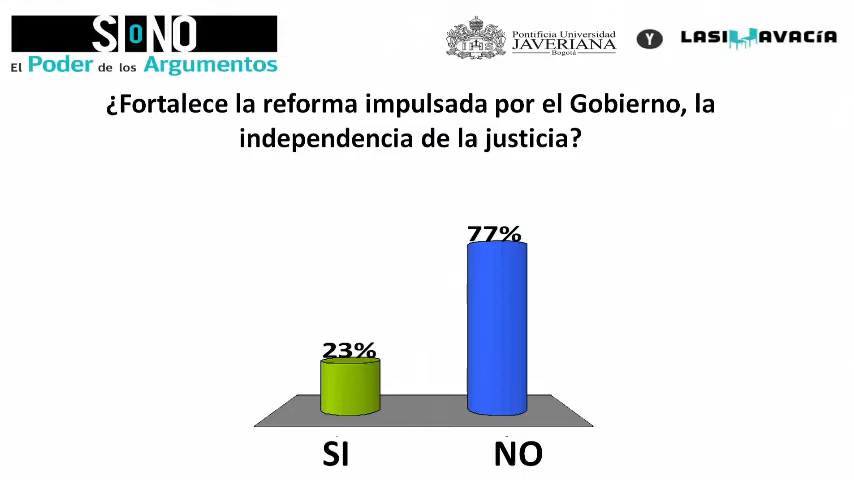 SI O NO
El Poder de los Argumentos
Pontificia Universidad
JAVERIANA
Bogotá
Y
LASILLAVACÍA
¿Fortalece la reforma impulsada por el Gobierno, la
independencia de la justicia?
77%
23%
SI
NO